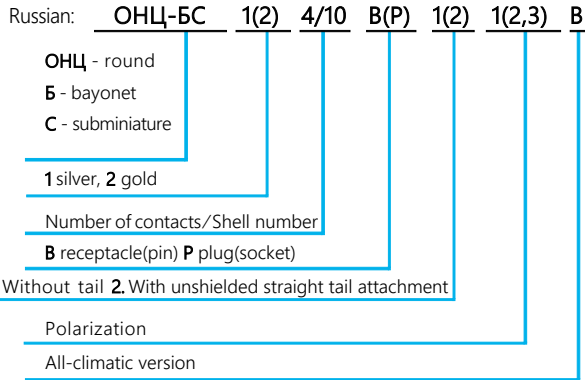 Russian: ОНЦ-БС 1(2) 4/10 В(Р) 1(2) 1(2,3) В
ОНЦ - round
Б - bayonet
С - subminiature
1 silver, 2 gold
Number of contacts/Shell number
В receptacle(pin) Р plug(socket)
Without tail 2. With unshielded straight tail attachment
Polarization
All-climatic version